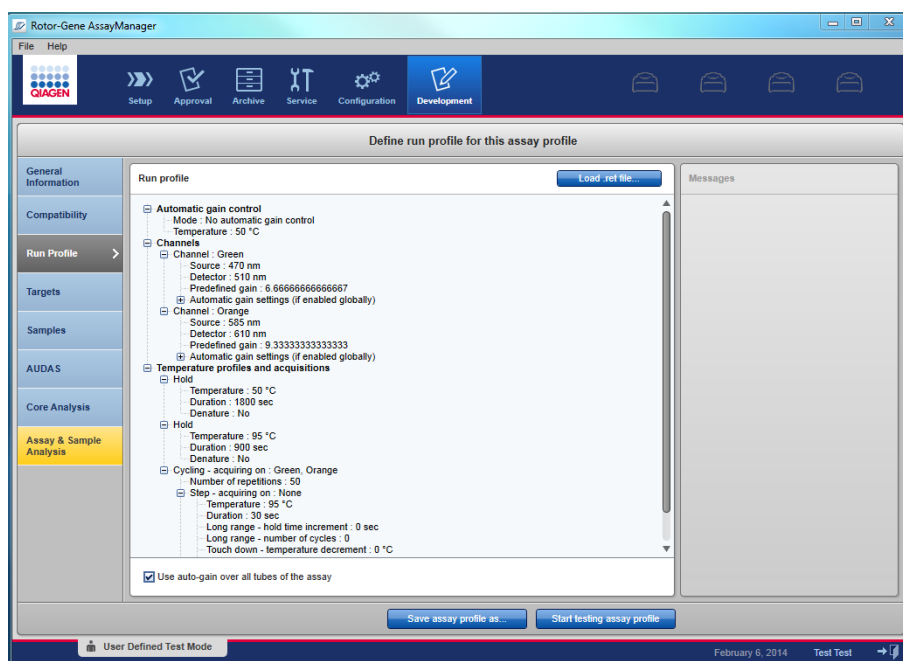 Rotor-Gene AssayManager
File Help
QIAGEN
Setup Approval Archive Service Configuration Development
Define run profile for this assay profile
General
Information
Compatibility
Run Profile
Targets
Samples
AUDAS
Core Analysis
Assay & Sample
Analysis
Run profile
Load .ret file...
Automatic gain control
Mode : No automatic gain control
Temperature : 50 °C
Channels
Channel : Green
Source : 470 nm
Detector : 510 nm
Predefined gain : 6.66666666666667
Automatic gain settings (if enabled globally)
Channel : Orange
Source : 585 nm
Detector : 610 nm
Predefined gain : 9.33333333333333
Automatic gain settings (if enabled globally)
Temperature profiles and acquisitions
Hold
Temperature : 50 °C
Duration : 1800 sec
Denature : No
Hold
Temperature : 95 °C
Duration : 900 sec
Denature : No
Cycling - acquiring on : Green, Orange
Number of repetitions : 50
Step - acquiring on : None
Temperature : 95 °C
Duration : 30 sec
Long range - hold time increment : 0 sec
Long range - number of cycles : 0
Touch down - temperature decrement : 0 °C
Use auto-gain over all tubes of the assay
Messages
Save assay profile as... Start testing assay profile
User Defined Test Mode
February 6, 2014 Test Test